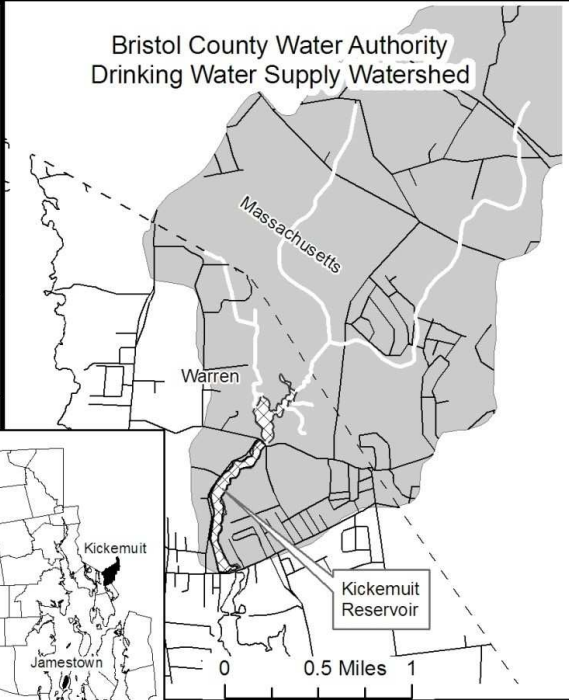 Bristol County Water Authority
Drinking Water Supply Watershed
Massachusetts
Warren
Kickemuit
Kickemuit
Reservoir
Jamestown
0 0.5 Miles 1